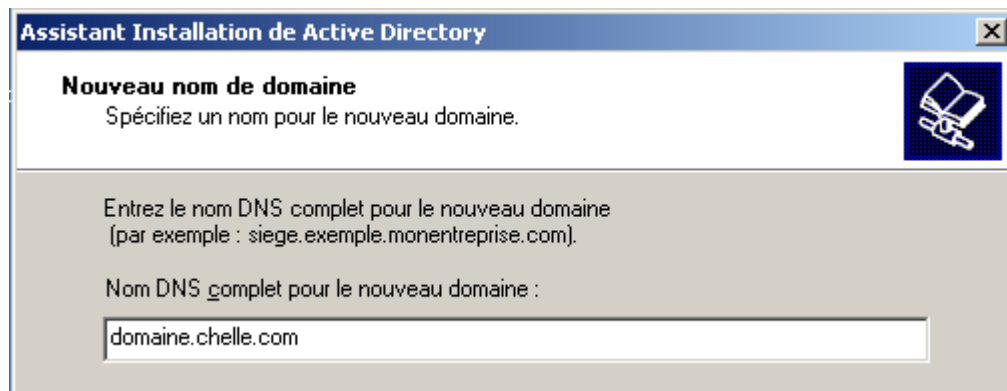 Assistant Installation de Active Directory
Nouveau nom de domaine
Spécifiez un nom pour le nouveau domaine.
Entrez le nom DNS complet pour le nouveau domaine
(par exemple : siege.exemple.monentreprise.com).
Nom DNS complet pour le nouveau domaine :
domaine.chelle.com